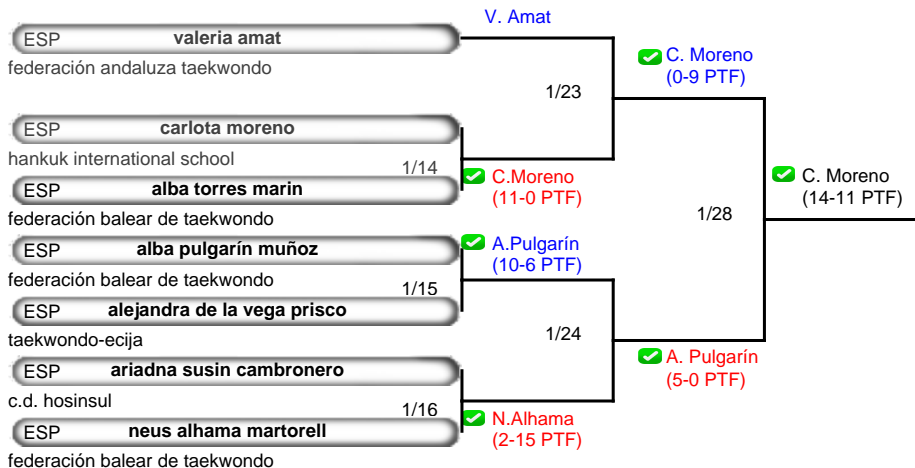 ESP valeria amat
federación andaluza taekwondo
ESP carlota moreno
hankuk international school
ESP alba torres marin
federación balear de taekwondo
ESP alba pulgarín muñoz
federación balear de taekwondo
ESP alejandra de la vega prisco
taekwondo-ecija
ESP ariadna susin cambronero
c.d. hosinsul
ESP neus alhama martorell
federación balear de taekwondo
1/14
1/15
1/16
V. Amat
C.Moreno
(11-0 PTF)
A.Pulgarín
(10-6 PTF)
N.Alhama
(2-15 PTF)
1/23
1/24
C. Moreno
(0-9 PTF)
A. Pulgarín
(5-0 PTF)
1/28
C. Moreno
(14-11 PTF)